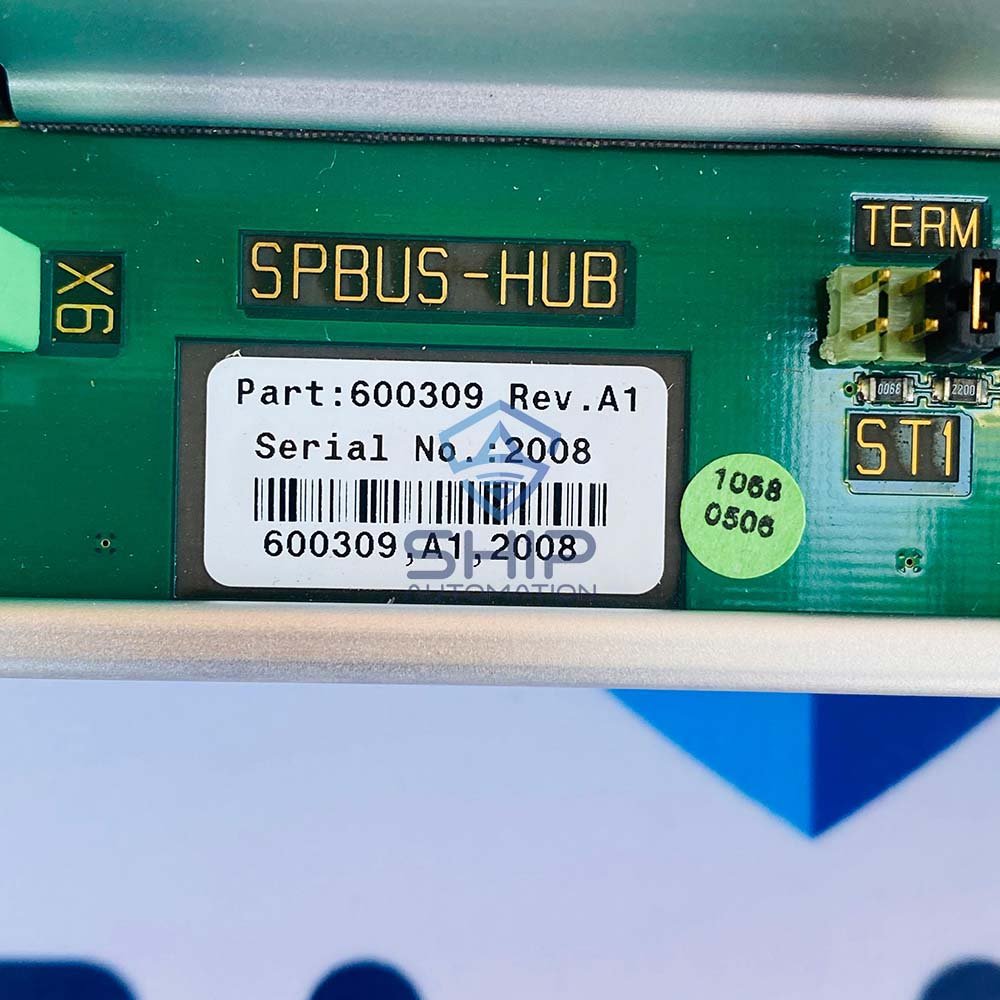 TERM
SPBUS-HUB
X6
Part:600309 Rev.A1
Serial No.:2008
600309,A1,2008
ST1
0068
2200
1068
0506
SHIP
AUTOMATION